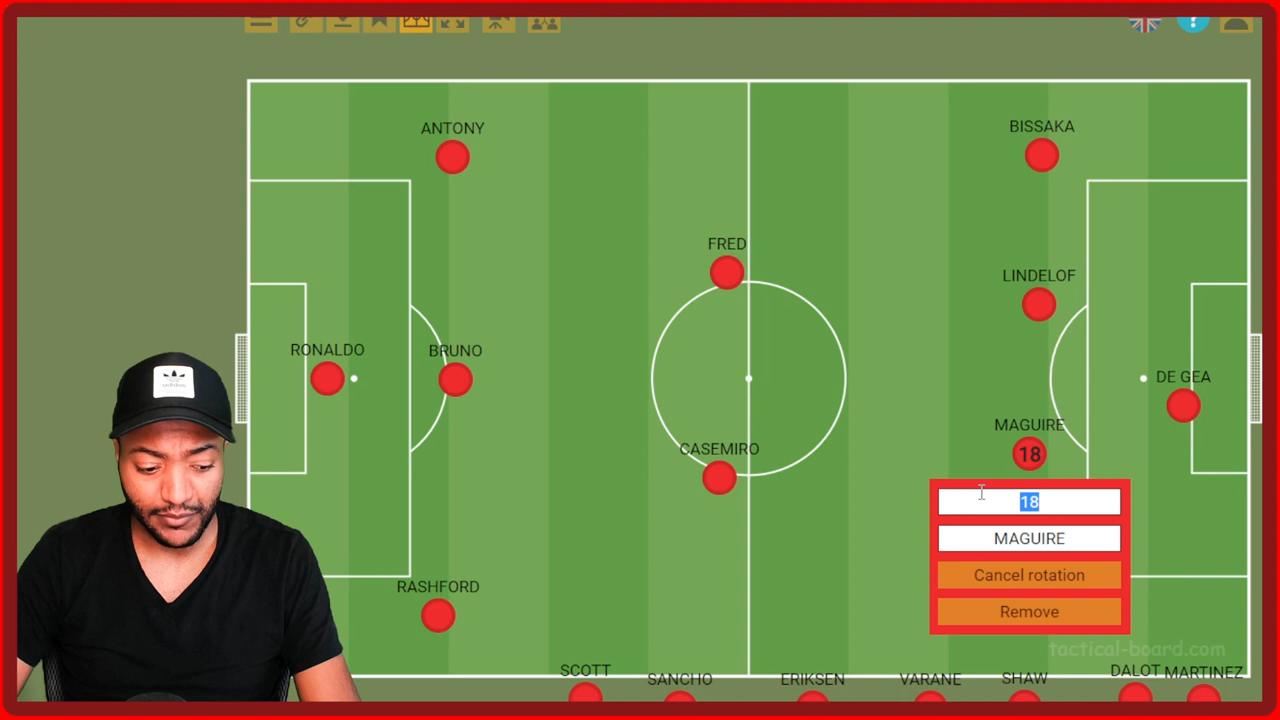 ANTONY
BISSAKA
FRED
LINDELOF
RONALDO
BRUNO
DE GEA
MAGUIRE
18
CASEMIRO
18
MAGUIRE
Cancel rotation
RASHFORD
Remove
tactical-board.com
SCOTT
SANCHO
ERIKSEN
VARANE
SHAW
DALOT
MARTINEZ
?